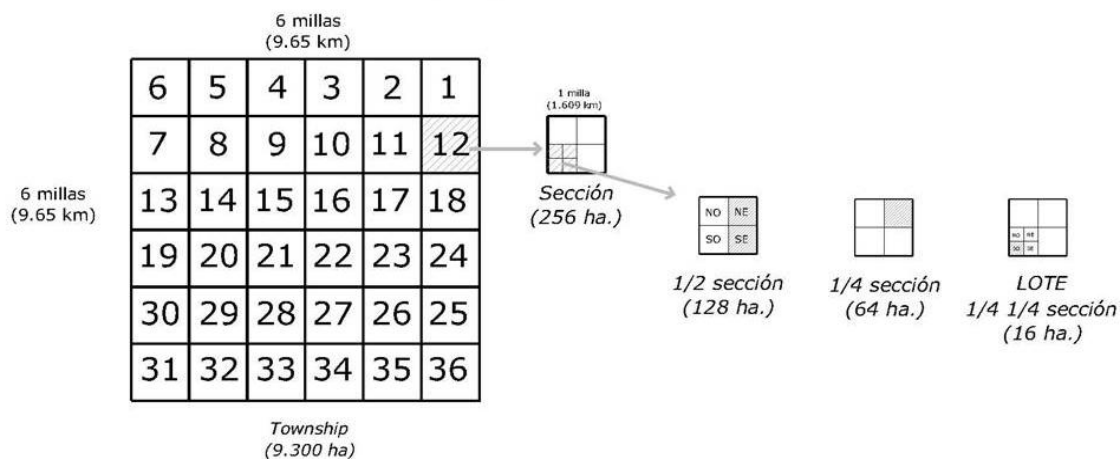 6 millas
(9.65 km)
6 5 4 3 2 1
7 8 9 10 11 12
13 14 15 16 17 18
19 20 21 22 23 24
30 29 28 27 26 25
31 32 33 34 35 36
6 millas
(9.65 km)
Township
(9.300 ha)
1 milla
(1.609 km)
Sección
(256 ha.)
NO NE
SO SE
1/2 sección
(128 ha.)
1/4 sección
(64 ha.)
NO NE
SO SE
LOTE
1/4 1/4 sección
(16 ha.)